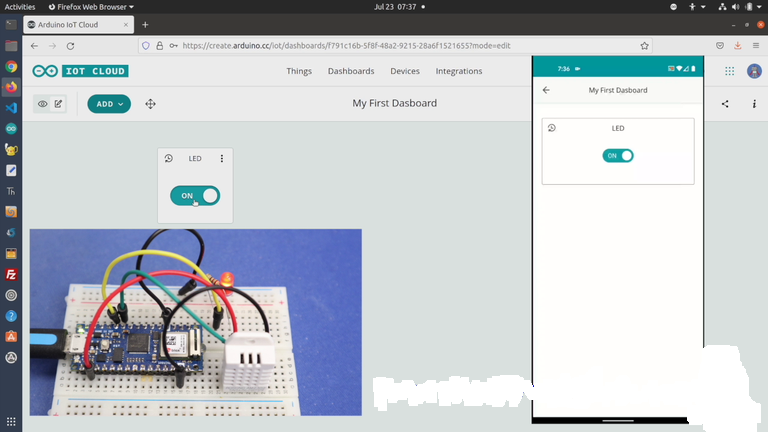 Activities
Firefox Web Browser
Jul 23 07:37
Arduino IoT Cloud
https://create.arduino.cc/iot/dashboards/f791c16b-5f8f-48a2-9215-28a6f1521655?mode=edit
IOT CLOUD
Things
Dashboards
Devices
Integrations
ADD
My First Dasboard
LED
ON
7:36
My First Dasboard
LED
ON